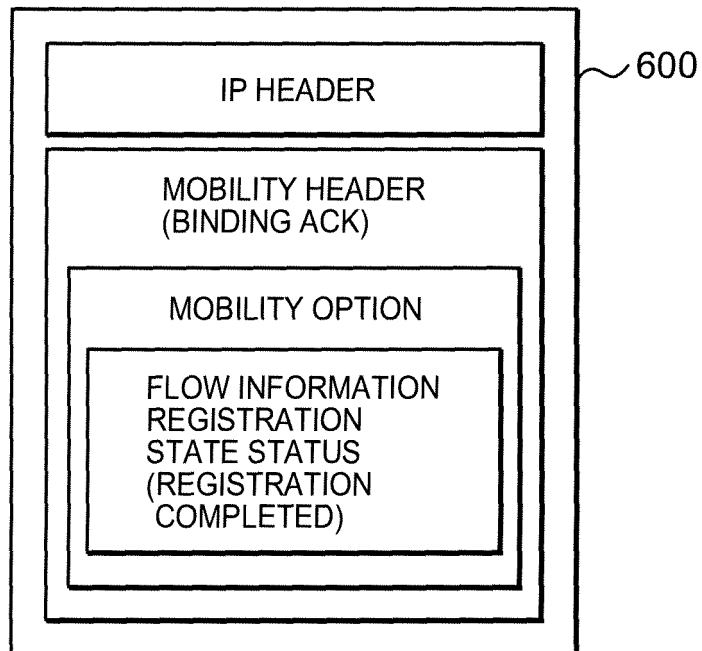 IP HEADER
600
MOBILITY HEADER
(BINDING ACK)
MOBILITY OPTION
FLOW INFORMATION
REGISTRATION
STATE STATUS
(REGISTRATION
COMPLETED)